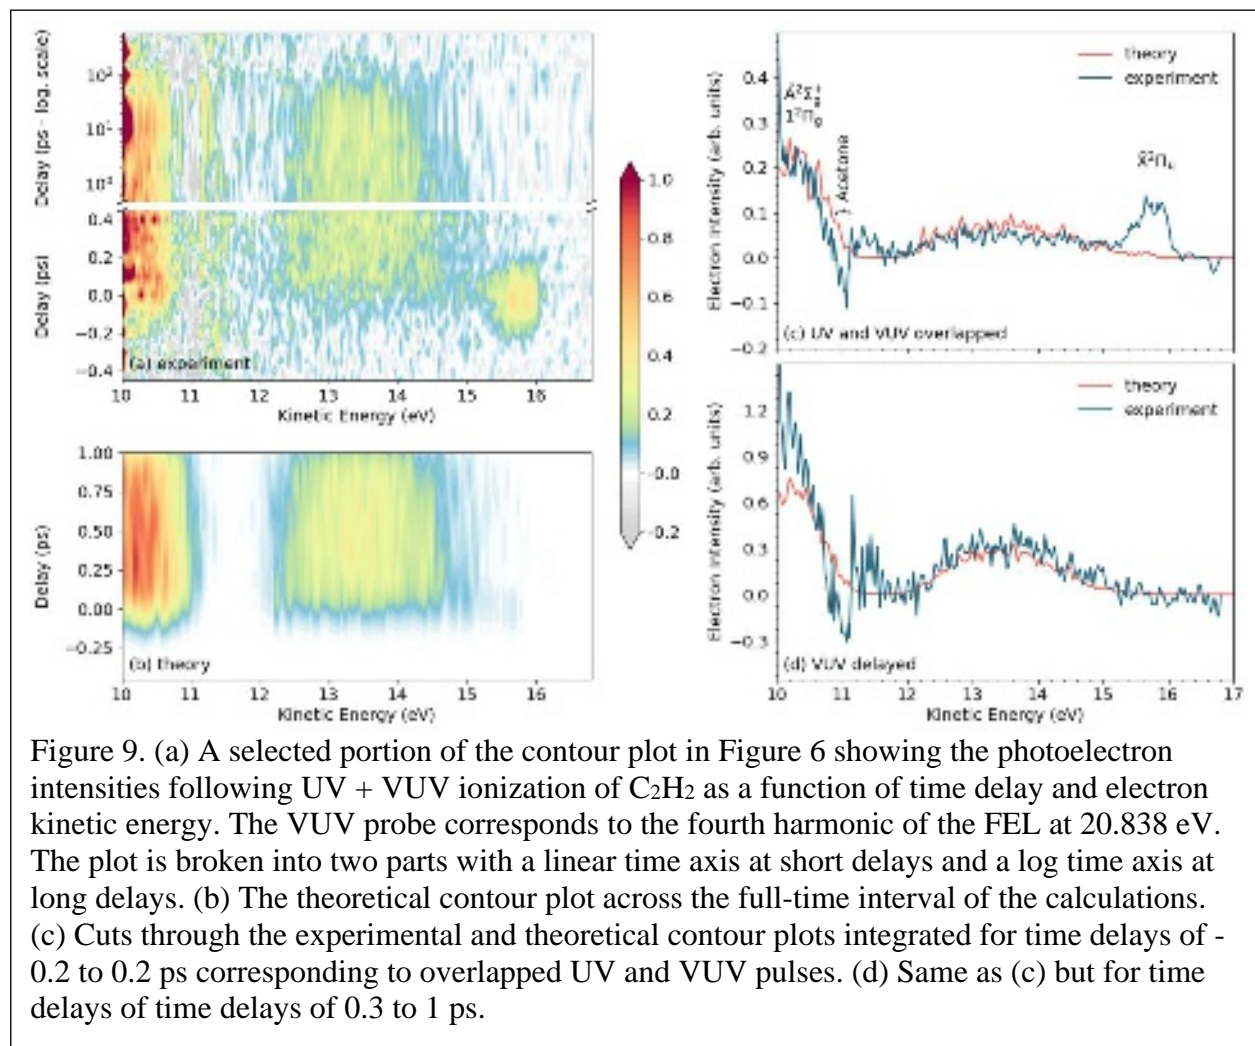 Delay (ps - log. scale)
10²
10¹
10⁰
Delay (ps)
0.4
0.2
0.0
−0.2
−0.4
(a) experiment
10 11 12 13 14 15 16
Kinetic Energy (eV)
Delay (ps)
1.00
0.75
0.50
0.25
0.00
−0.25
(b) theory
10 11 12 13 14 15 16
Kinetic Energy (eV)
1.0
0.8
0.6
0.4
0.2
-0.0
-0.2
Electron intensity (arb. units)
0.4
0.3
0.2
0.1
0.0
−0.1
−0.2
theory
experiment
} Acetone
(c) UV and VUV overlapped
Electron intensity (arb. units)
1.2
0.9
0.6
0.3
0.0
−0.3
theory
experiment
(d) VUV delayed
10 11 12 13 14 15 16 17
Kinetic Energy (eV)
Figure 9. (a) A selected portion of the contour plot in Figure 6 showing the photoelectron
intensities following UV + VUV ionization of C₂H₂ as a function of time delay and electron
kinetic energy. The VUV probe corresponds to the fourth harmonic of the FEL at 20.838 eV.
The plot is broken into two parts with a linear time axis at short delays and a log time axis at
long delays. (b) The theoretical contour plot across the full-time interval of the calculations.
(c) Cuts through the experimental and theoretical contour plots integrated for time delays of -
0.2 to 0.2 ps corresponding to overlapped UV and VUV pulses. (d) Same as (c) but for time
delays of time delays of 0.3 to 1 ps.